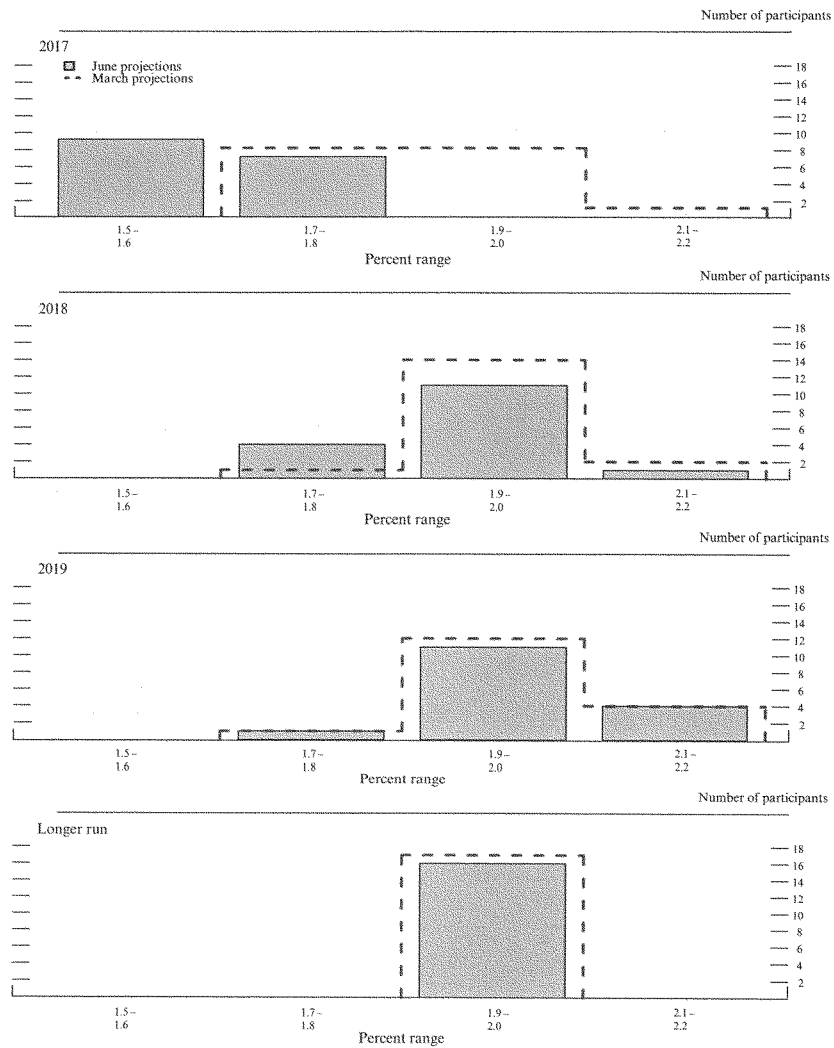 Number of participants
2017
June projections
March projections
18
16
14
12
10
8
6
4
2
1.5– 1.7– 1.9– 2.1–
1.6 1.8 2.0 2.2
Percent range
Number of participants
2018
18
16
14
12
10
8
6
4
2
1.5– 1.7– 1.9– 2.1–
1.6 1.8 2.0 2.2
Percent range
Number of participants
2019
18
16
14
12
10
8
6
4
2
1.5– 1.7– 1.9– 2.1–
1.6 1.8 2.0 2.2
Percent range
Number of participants
Longer run
18
16
14
12
10
8
6
4
2
1.5– 1.7– 1.9– 2.1–
1.6 1.8 2.0 2.2
Percent range